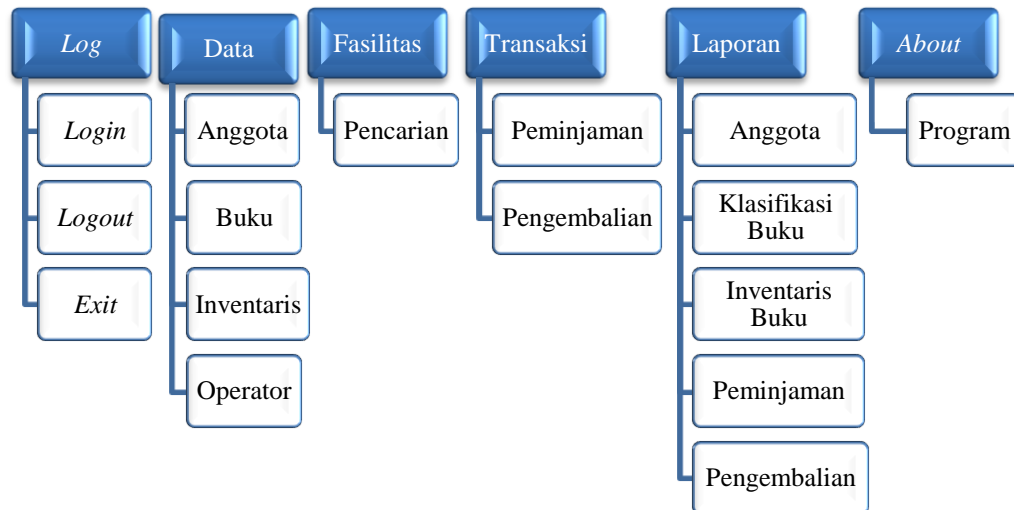 Log
Login
Logout
Exit
Data
Anggota
Buku
Inventaris
Operator
Fasilitas
Pencarian
Transaksi
Peminjaman
Pengembalian
Laporan
Anggota
Klasifikasi
Buku
Inventaris
Buku
Peminjaman
Pengembalian
About
Program